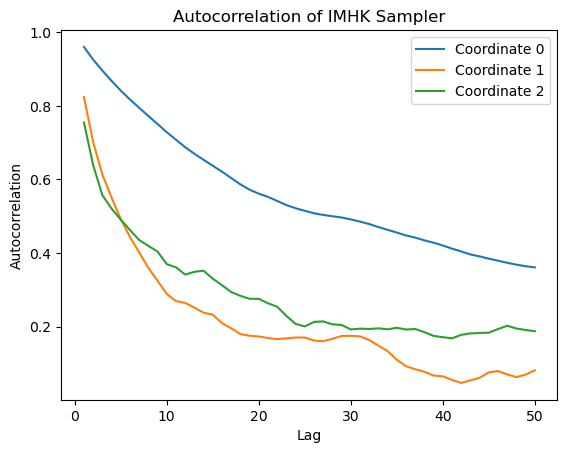 Autocorrelation of IMHK Sampler
Coordinate 0
Coordinate 1
Coordinate 2
Autocorrelation
1.0
0.8
0.6
0.4
0.2
0
10
20
30
40
50
Lag